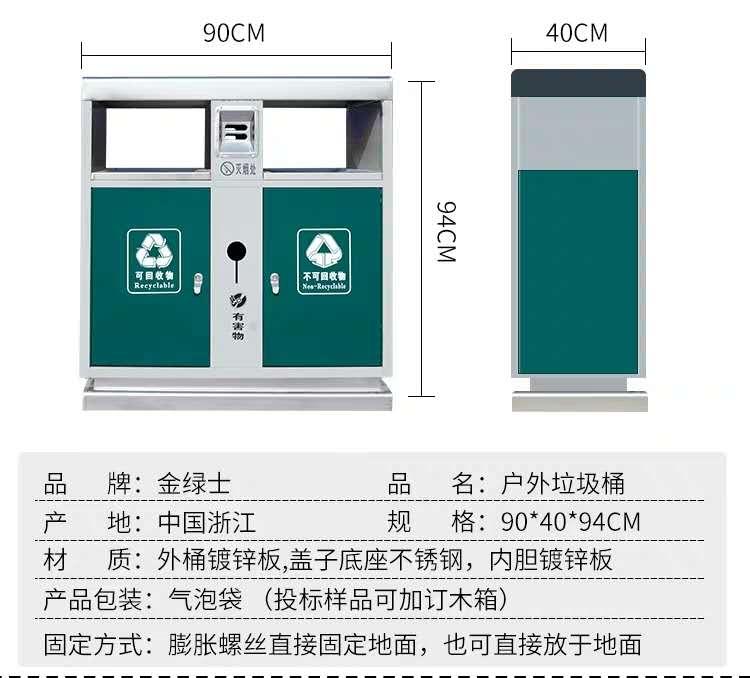 90CM
40CM
94CM
灭烟处
可回收物
Recyclable
不可回收物
Non-Recyclable
有害物
品 牌：金绿士
品 名：户外垃圾桶
产 地：中国浙江
规 格：90*40*94CM
材 质：外桶镀锌板,盖子底座不锈钢，内胆镀锌板
产品包装：气泡袋 （投标样品可加订木箱）
固定方式：膨胀螺丝直接固定地面，也可直接放于地面